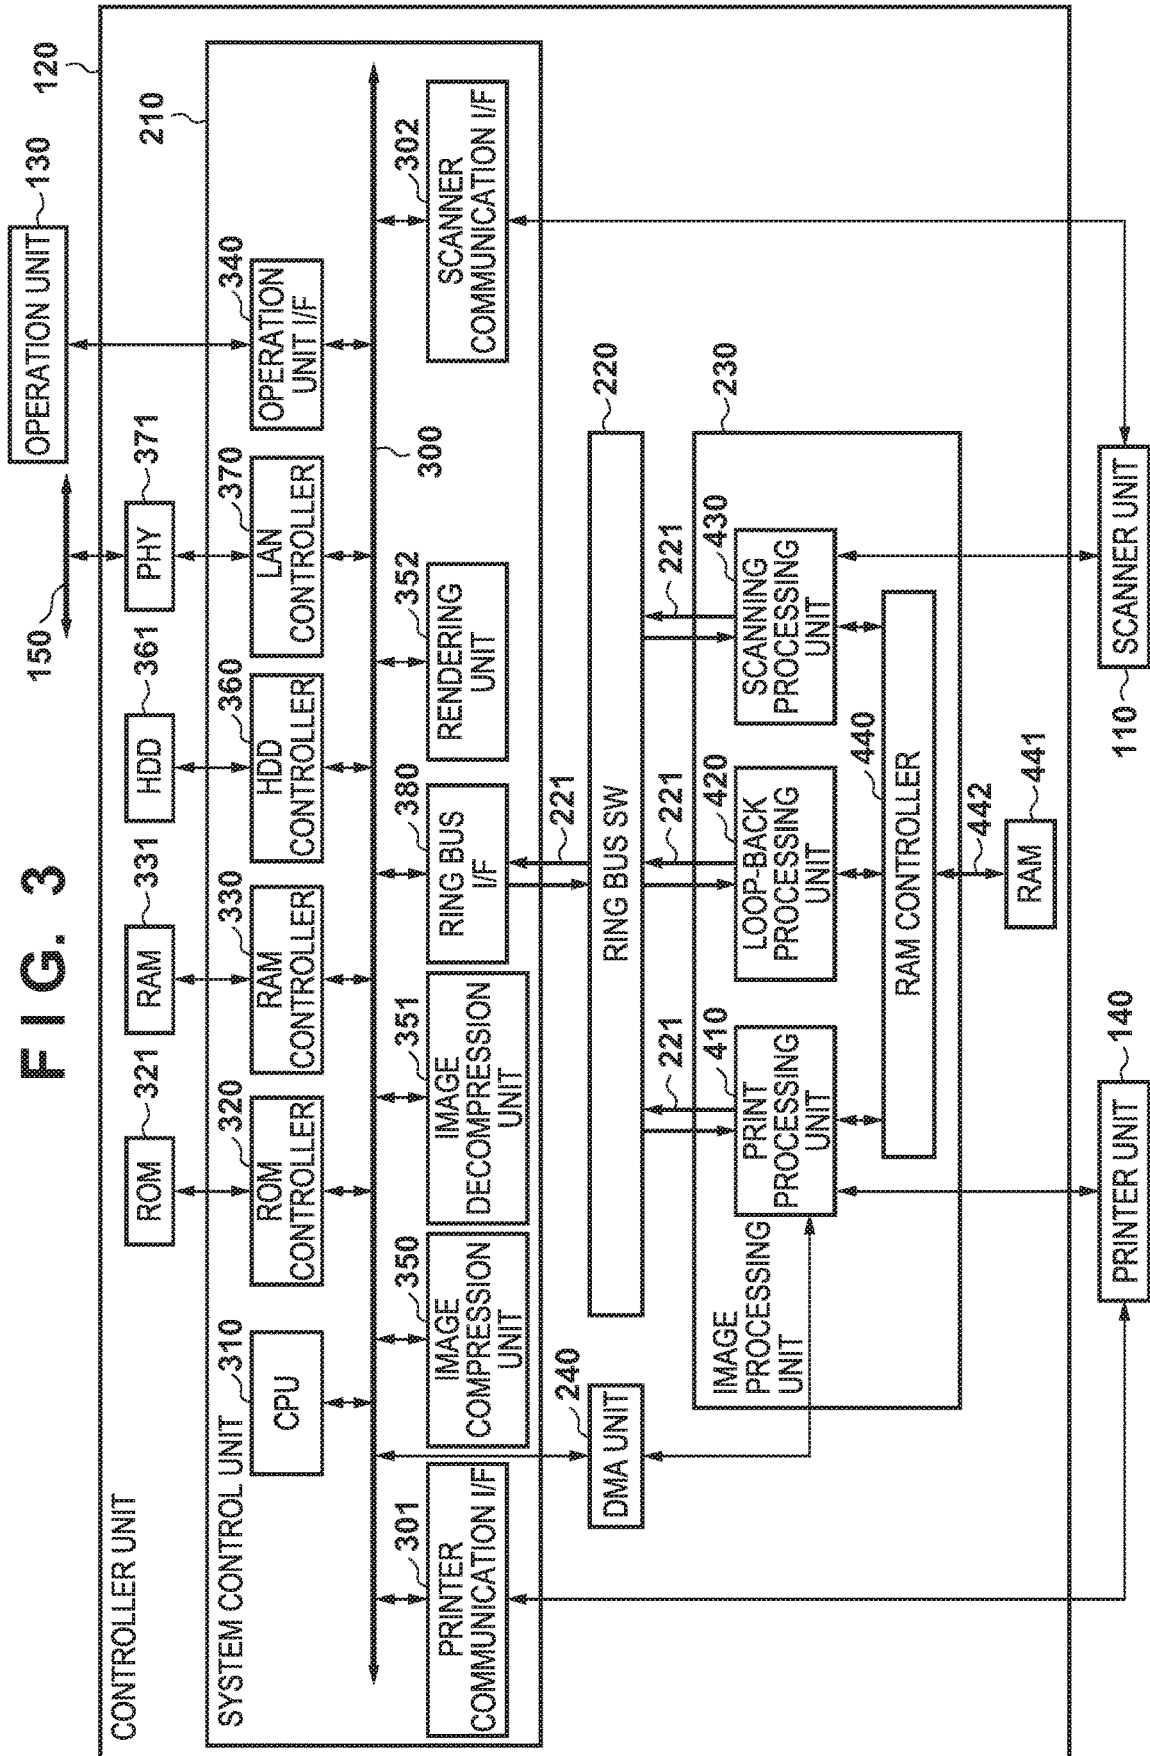 FIG. 3
OPERATION UNIT
130
120
150
CONTROLLER UNIT
ROM
321
RAM
331
HDD
361
PHY
371
210
SYSTEM CONTROL UNIT
CPU
310
ROM
CONTROLLER
320
RAM
CONTROLLER
330
HDD
CONTROLLER
360
LAN
CONTROLLER
370
OPERATION
UNIT I/F
340
300
PRINTER
COMMUNICATION I/F
301
IMAGE
COMPRESSION
UNIT
350
IMAGE
DECOMPRESSION
UNIT
351
RING BUS
I/F
380
RENDERING
UNIT
352
SCANNER
COMMUNICATION I/F
302
221
DMA UNIT
240
RING BUS SW
220
221
221
221
230
IMAGE
PROCESSING
UNIT
PRINT
PROCESSING
UNIT
410
LOOP-BACK
PROCESSING
UNIT
420
SCANNING
PROCESSING
UNIT
430
RAM CONTROLLER
440
442
RAM
441
PRINTER UNIT
140
SCANNER UNIT
110